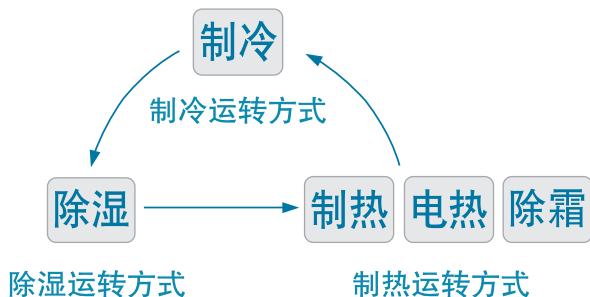 制冷
制冷运转方式
除湿
制热 电热 除霜
除湿运转方式
制热运转方式